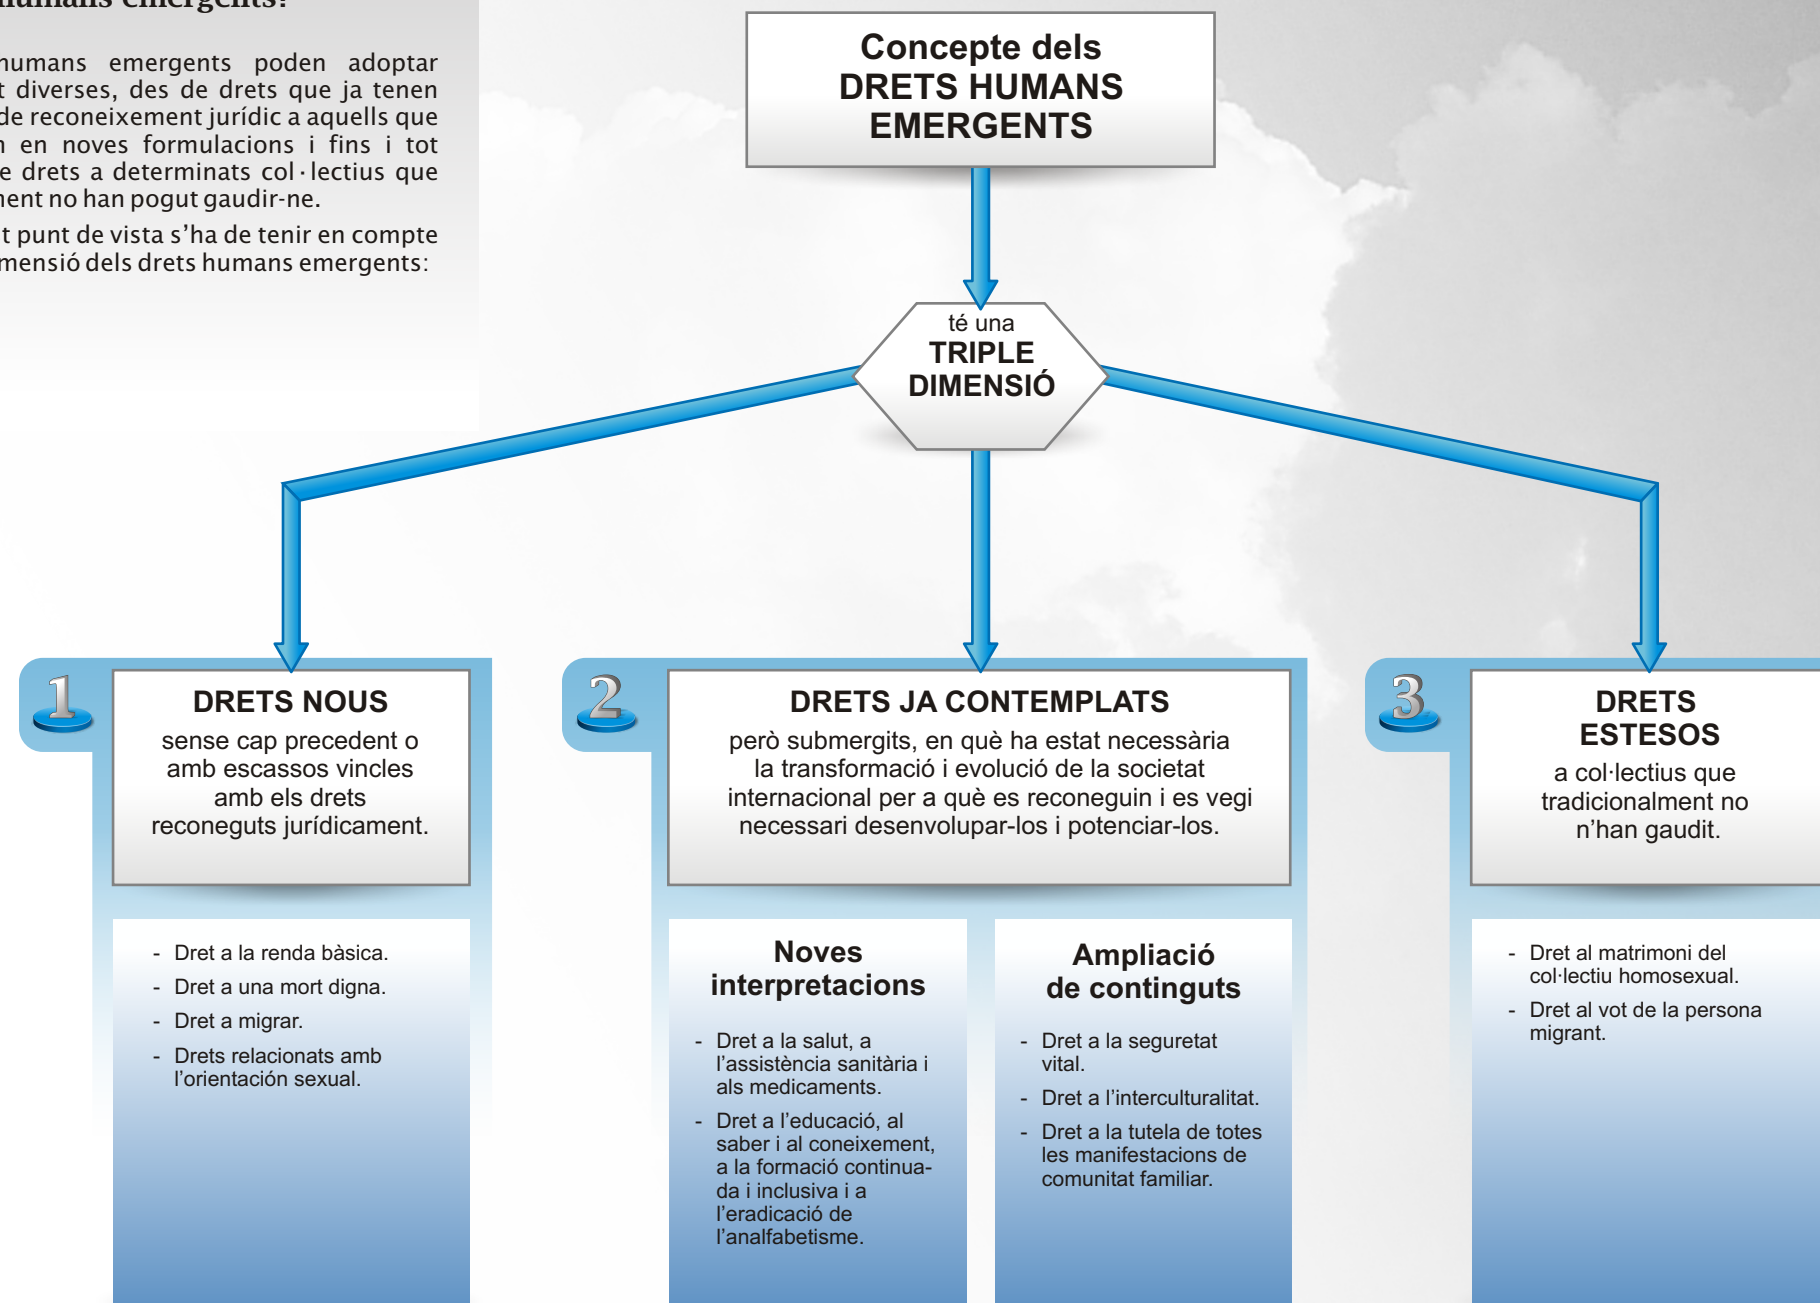 humans emergents?
humans emergents poden adoptar
diverses, des de drets que ja tenen
de reconeixement jurídic a aquells que
en noves formulacions i fins i tot
drets a determinats col·lectius que
no han pogut gaudir-ne.
punt de vista s'ha de tenir en compte
dels drets humans emergents:
Concepte dels
DRETS HUMANS
EMERGENTS
té una
TRIPLE
DIMENSIÓ
1
DRETS NOUS
sense cap precedent o
amb escassos vincles
amb els drets
reconeguts jurídicament.
- Dret a la renda bàsica.
- Dret a una mort digna.
- Dret a migrar.
- Drets relacionats amb
l'orientación sexual.
2
DRETS JA CONTEMPLATS
però submergits, en què ha estat necessària
la transformació i evolució de la societat
internacional per a què es reconeguin i es vegi
necessari desenvolupar-los i potenciar-los.
Noves
interpretacions
- Dret a la salut, a
l'assistència sanitària i
als medicaments.
- Dret a l'educació, al
saber i al coneixement,
a la formació continua-
da i inclusiva i a
l'eradicació de
l'analfabetisme.
Ampliació
de continguts
- Dret a la seguretat
vital.
- Dret a l'interculturalitat.
- Dret a la tutela de totes
les manifestacions de
comunitat familiar.
3
DRETS
ESTESOS
a col·lectius que
tradicionalment no
n'han gaudit.
- Dret al matrimoni del
col·lectiu homosexual.
- Dret al vot de la persona
migrant.